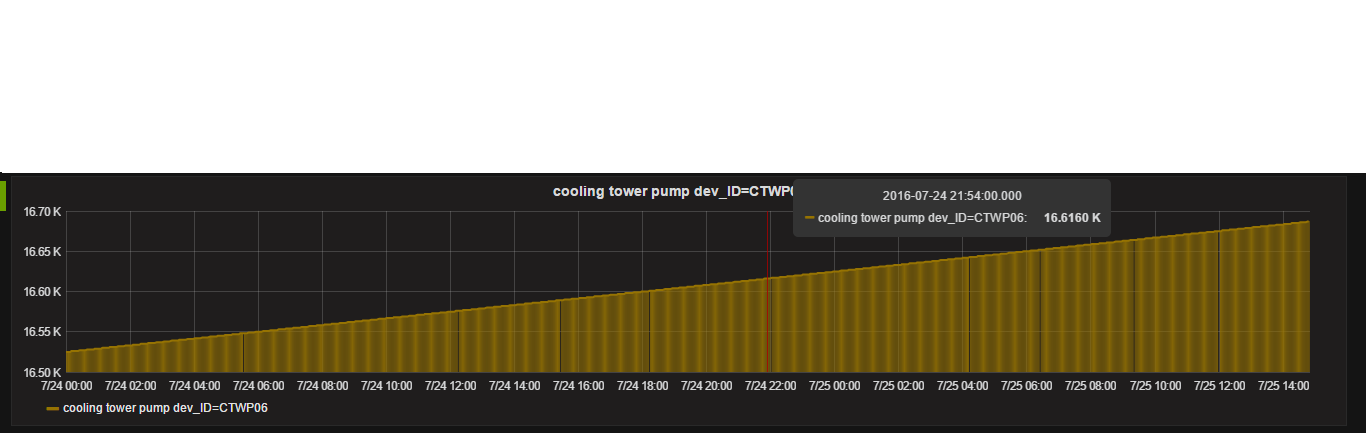 cooling tower pump dev_ID=CTWP0
2016-07-24 21:54:00.000
cooling tower pump dev_ID=CTWP06: 16.6160 K
16.70 K
16.65 K
16.60 K
16.55 K
16.50 K
7/24 00:00 7/24 02:00 7/24 04:00 7/24 06:00 7/24 08:00 7/24 10:00 7/24 12:00 7/24 14:00 7/24 16:00 7/24 18:00 7/24 20:00 7/24 22:00 7/25 00:00 7/25 02:00 7/25 04:00 7/25 06:00 7/25 08:00 7/25 10:00 7/25 12:00 7/25 14:00
cooling tower pump dev_ID=CTWP06